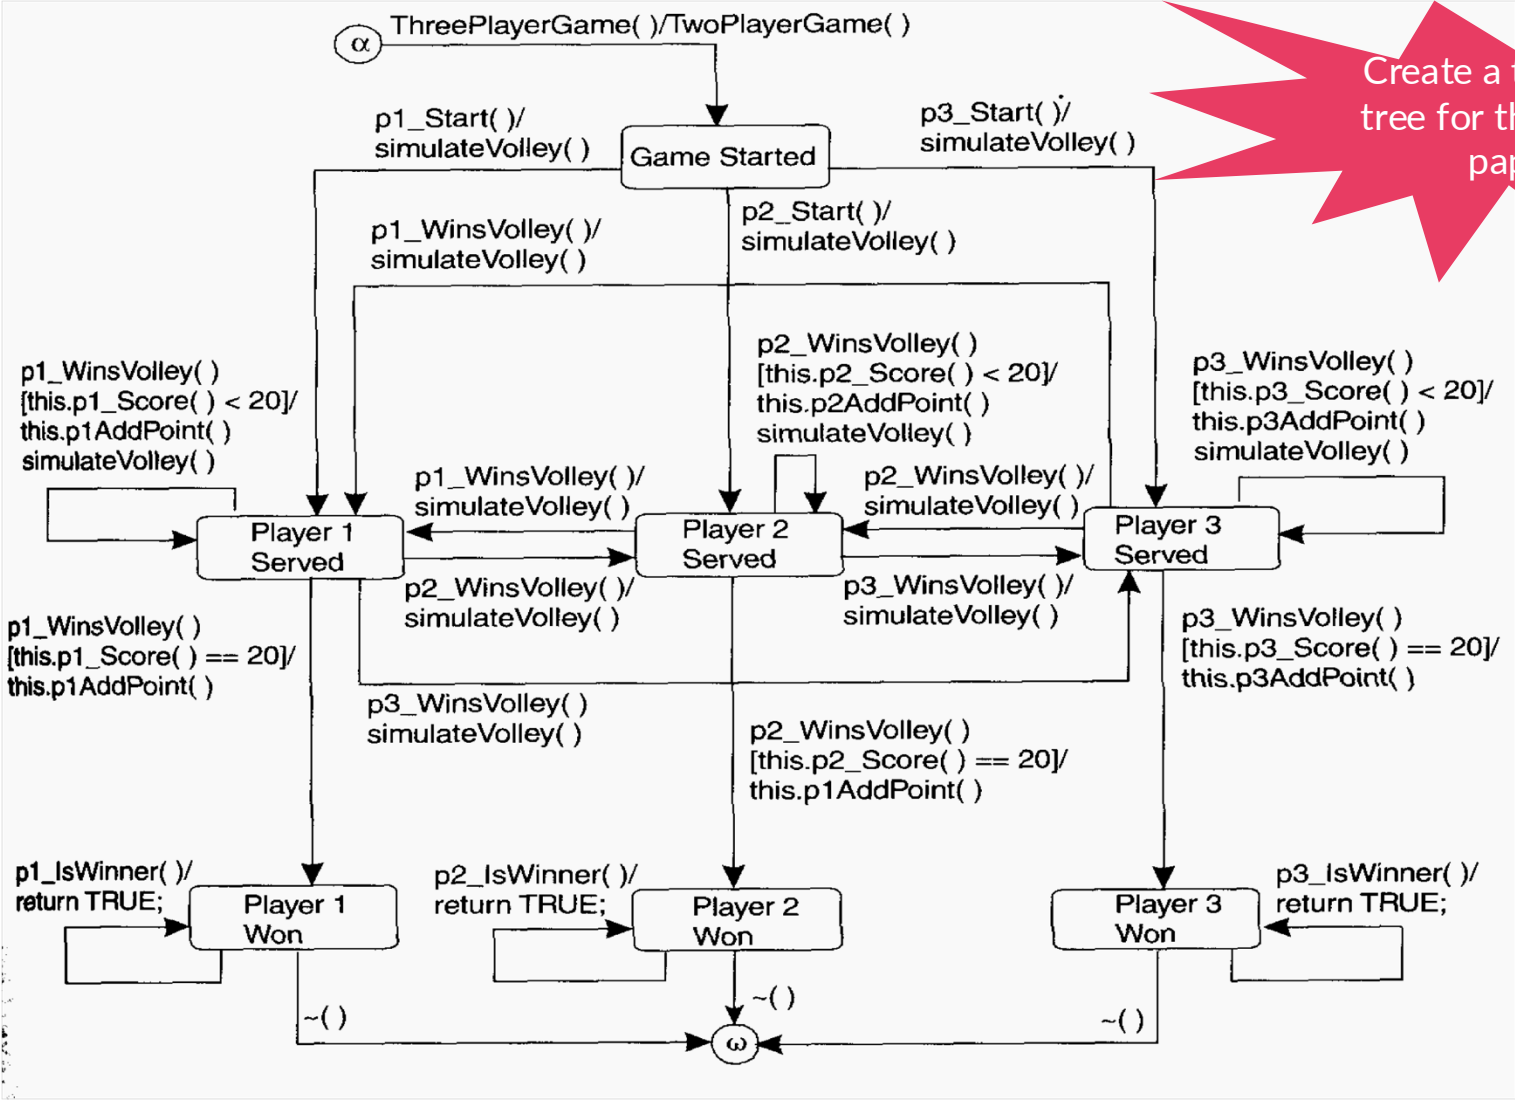 ThreePlayerGame( )/TwoPlayerGame( )
α
Create a
tree for
p1_Start( )/
simulateVolley( )
p3_Start( )/
simulateVolley( )
Game Started
p2_Start( )/
simulateVolley( )
p1_WinsVolley( )/
simulateVolley( )
p1_WinsVolley( )
[this.p1_Score( ) < 20]/
this.p1AddPoint( )
simulateVolley( )
p2_WinsVolley( )
[this.p2_Score( ) < 20]/
this.p2AddPoint( )
simulateVolley( )
p3_WinsVolley( )
[this.p3_Score( ) < 20]/
this.p3AddPoint( )
simulateVolley( )
p1_WinsVolley( )/
simulateVolley( )
p2_WinsVolley( )/
simulateVolley( )
Player 1
Served
Player 2
Served
Player 3
Served
p2_WinsVolley( )/
simulateVolley( )
p3_WinsVolley( )/
simulateVolley( )
p1_WinsVolley( )
[this.p1_Score( ) == 20]/
this.p1AddPoint( )
p3_WinsVolley( )
[this.p3_Score( ) == 20]/
this.p3AddPoint( )
p3_WinsVolley( )
simulateVolley( )
p2_WinsVolley( )
[this.p2_Score( ) == 20]/
this.p1AddPoint( )
p1_IsWinner( )/
return TRUE;
Player 1
Won
p2_IsWinner( )/
return TRUE;
Player 2
Won
Player 3
Won
p3_IsWinner( )/
return TRUE;
~( )
~( )
~( )
ω